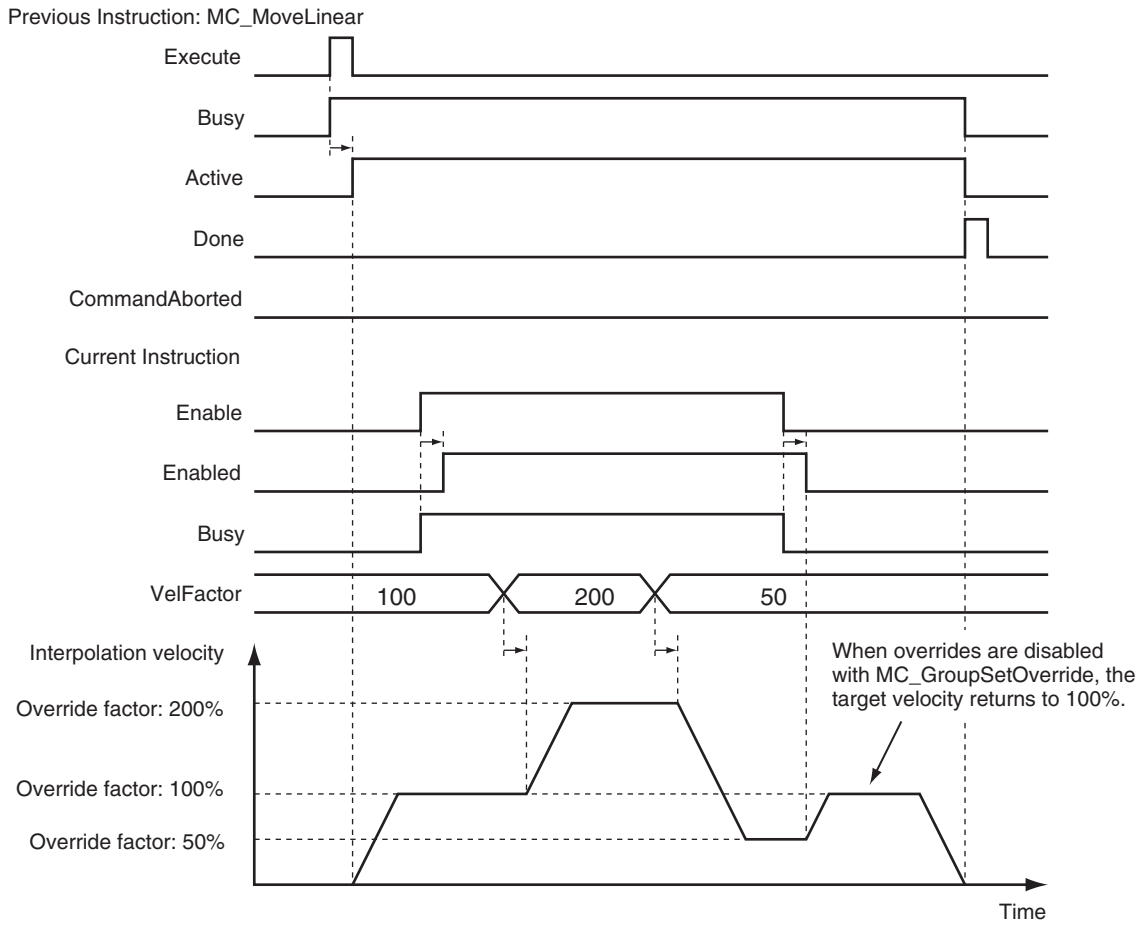 Previous Instruction: MC_MoveLinear
Execute
Busy
Active
Done
CommandAborted
Current Instruction
Enable
Enabled
Busy
VelFactor
100
200
50
Interpolation velocity
When overrides are disabled
with MC_GroupSetOverride, the
target velocity returns to 100%.
Override factor: 200%
Override factor: 100%
Override factor: 50%
Time